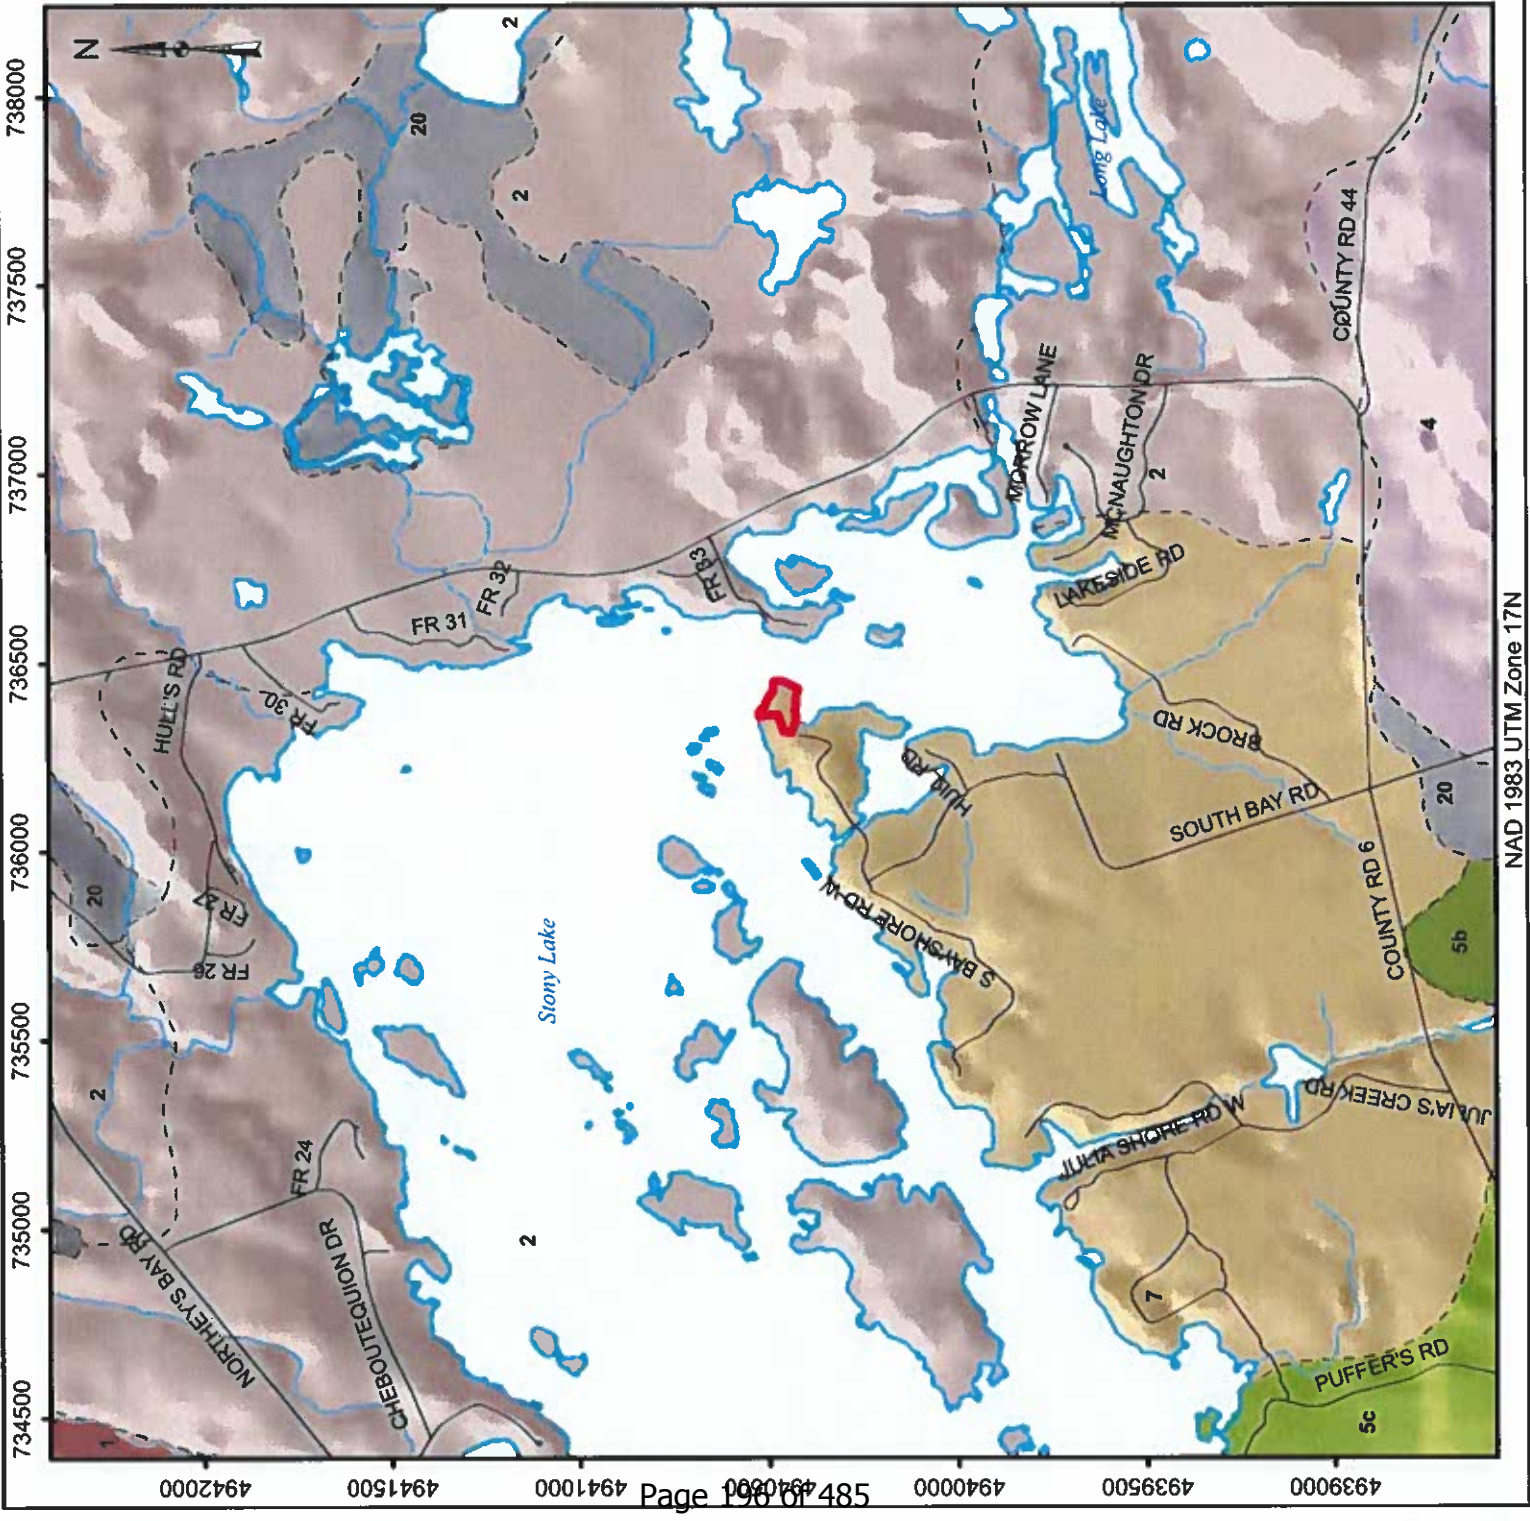 N
738000
737500
737000
736500
736000
735500
735000
734500
4942000
4941500
4941000
4940500
4940000
4939500
4939000
2
20
2
Long Lake
COUNTY RD 44
4
MORROW LANE
MCNAUGHTON DR
2
LAKESIDE RD
FR 33
FR 32
FR 31
HULL'S RD
FR 30
BROCK RD
SOUTH BAY RD
20
HUIZ RD
S BAYSHORE RD W
COUNTY RD 6
5b
20
FR 27
FR 26
Stony Lake
2
FR 24
NORTHEY'S BAY RD
CHEBOUTEQUION DR
2
JULIA SHORE RD W
JULIA'S CREEK RD
7
PUFFER'S RD
5c
1
NAD 1983 UTM Zone 17N
Page 196 of 485